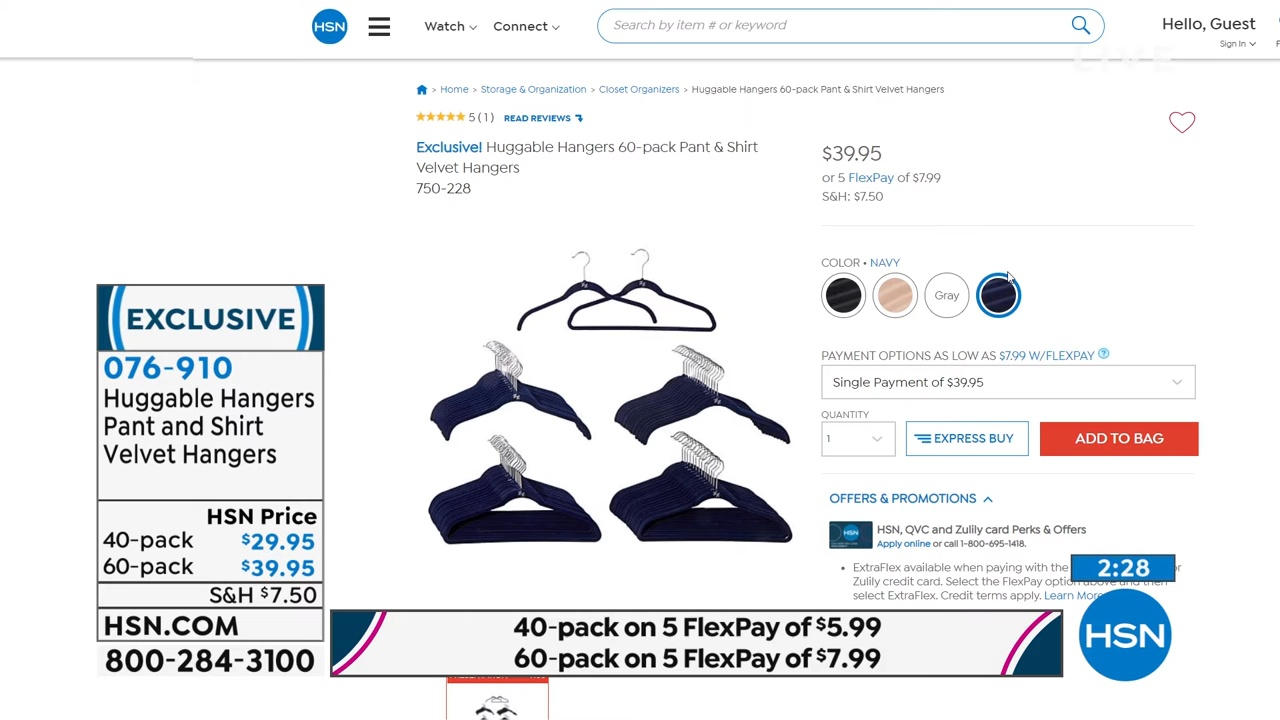 HSN
Watch
Connect
Search by item # or keyword
Hello, Guest
Sign In
LIVE
> Home > Storage & Organization > Closet Organizers > Huggable Hangers 60-pack Pant & Shirt Velvet Hangers
5 (1) READ REVIEWS
Exclusive! Huggable Hangers 60-pack Pant & Shirt
Velvet Hangers
750-228
$39.95
or 5 FlexPay of $7.99
S&H: $7.50
COLOR • NAVY
Gray
PAYMENT OPTIONS AS LOW AS $7.99 W/FLEXPAY ?
Single Payment of $39.95
QUANTITY
1
EXPRESS BUY
ADD TO BAG
OFFERS & PROMOTIONS
HSN
HSN, QVC and Zulily card Perks & Offers
Apply online or call 1-800-695-1418.
• ExtraFlex available when paying with the
Zulily credit card. Select the FlexPay option above and then
select ExtraFlex. Credit terms apply. Learn More
EXCLUSIVE
076-910
Huggable Hangers
Pant and Shirt
Velvet Hangers
HSN Price
40-pack $29.95
60-pack $39.95
S&H $7.50
HSN.COM
800-284-3100
40-pack on 5 FlexPay of $5.99
60-pack on 5 FlexPay of $7.99
2:28
HSN